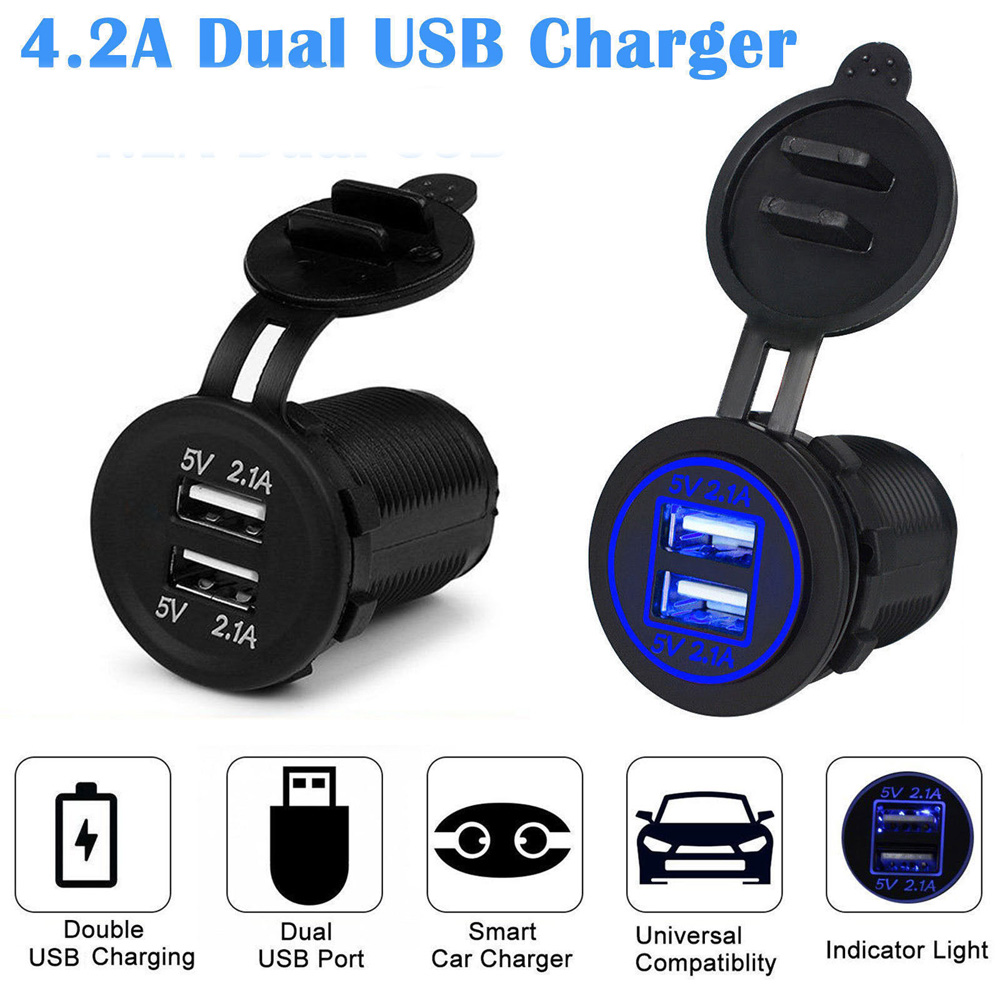 4.2A Dual USB Charger
5V 2.1A
5V 2.1A
5V 2.1A
5V 2.1A
5V 2.1A
5V 2.1A
Double
USB Charging
Dual
USB Port
Smart
Car Charger
Universal
Compatiblity
Indicator Light